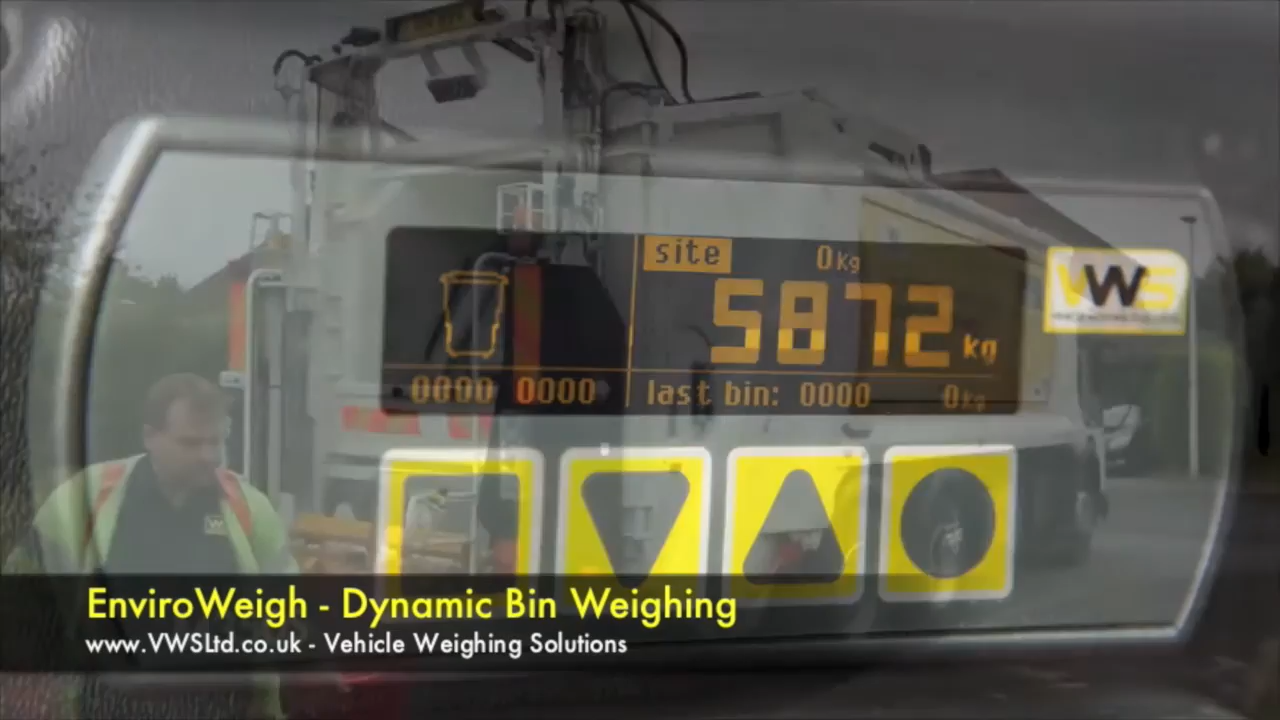 site 0kg
5872 kg
0000 0000 last bin: 0000 0kg
VWS
EnviroWeigh - Dynamic Bin Weighing
www.VWSLtd.co.uk - Vehicle Weighing Solutions